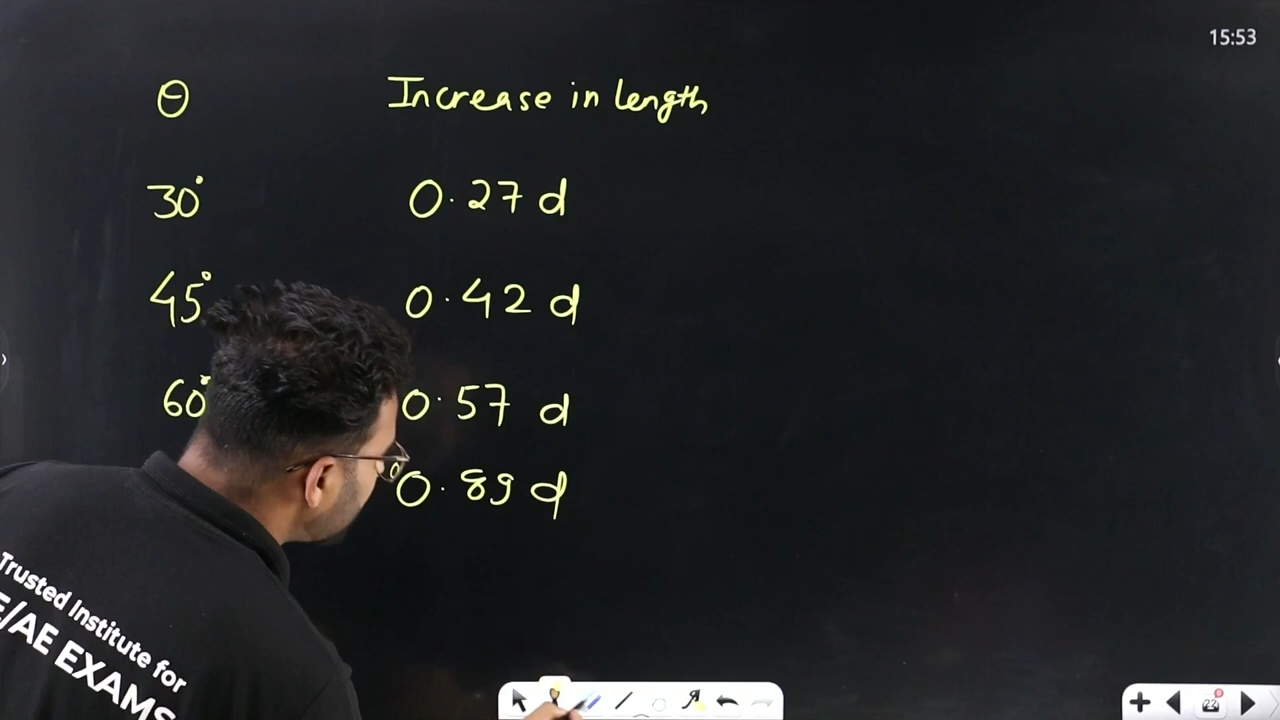 15:53
θ Increase in length
30° 0.27 d
45° 0.42 d
60° 0.57 d
0.89 d
Trusted Institute for
E/AE EXAMS
22